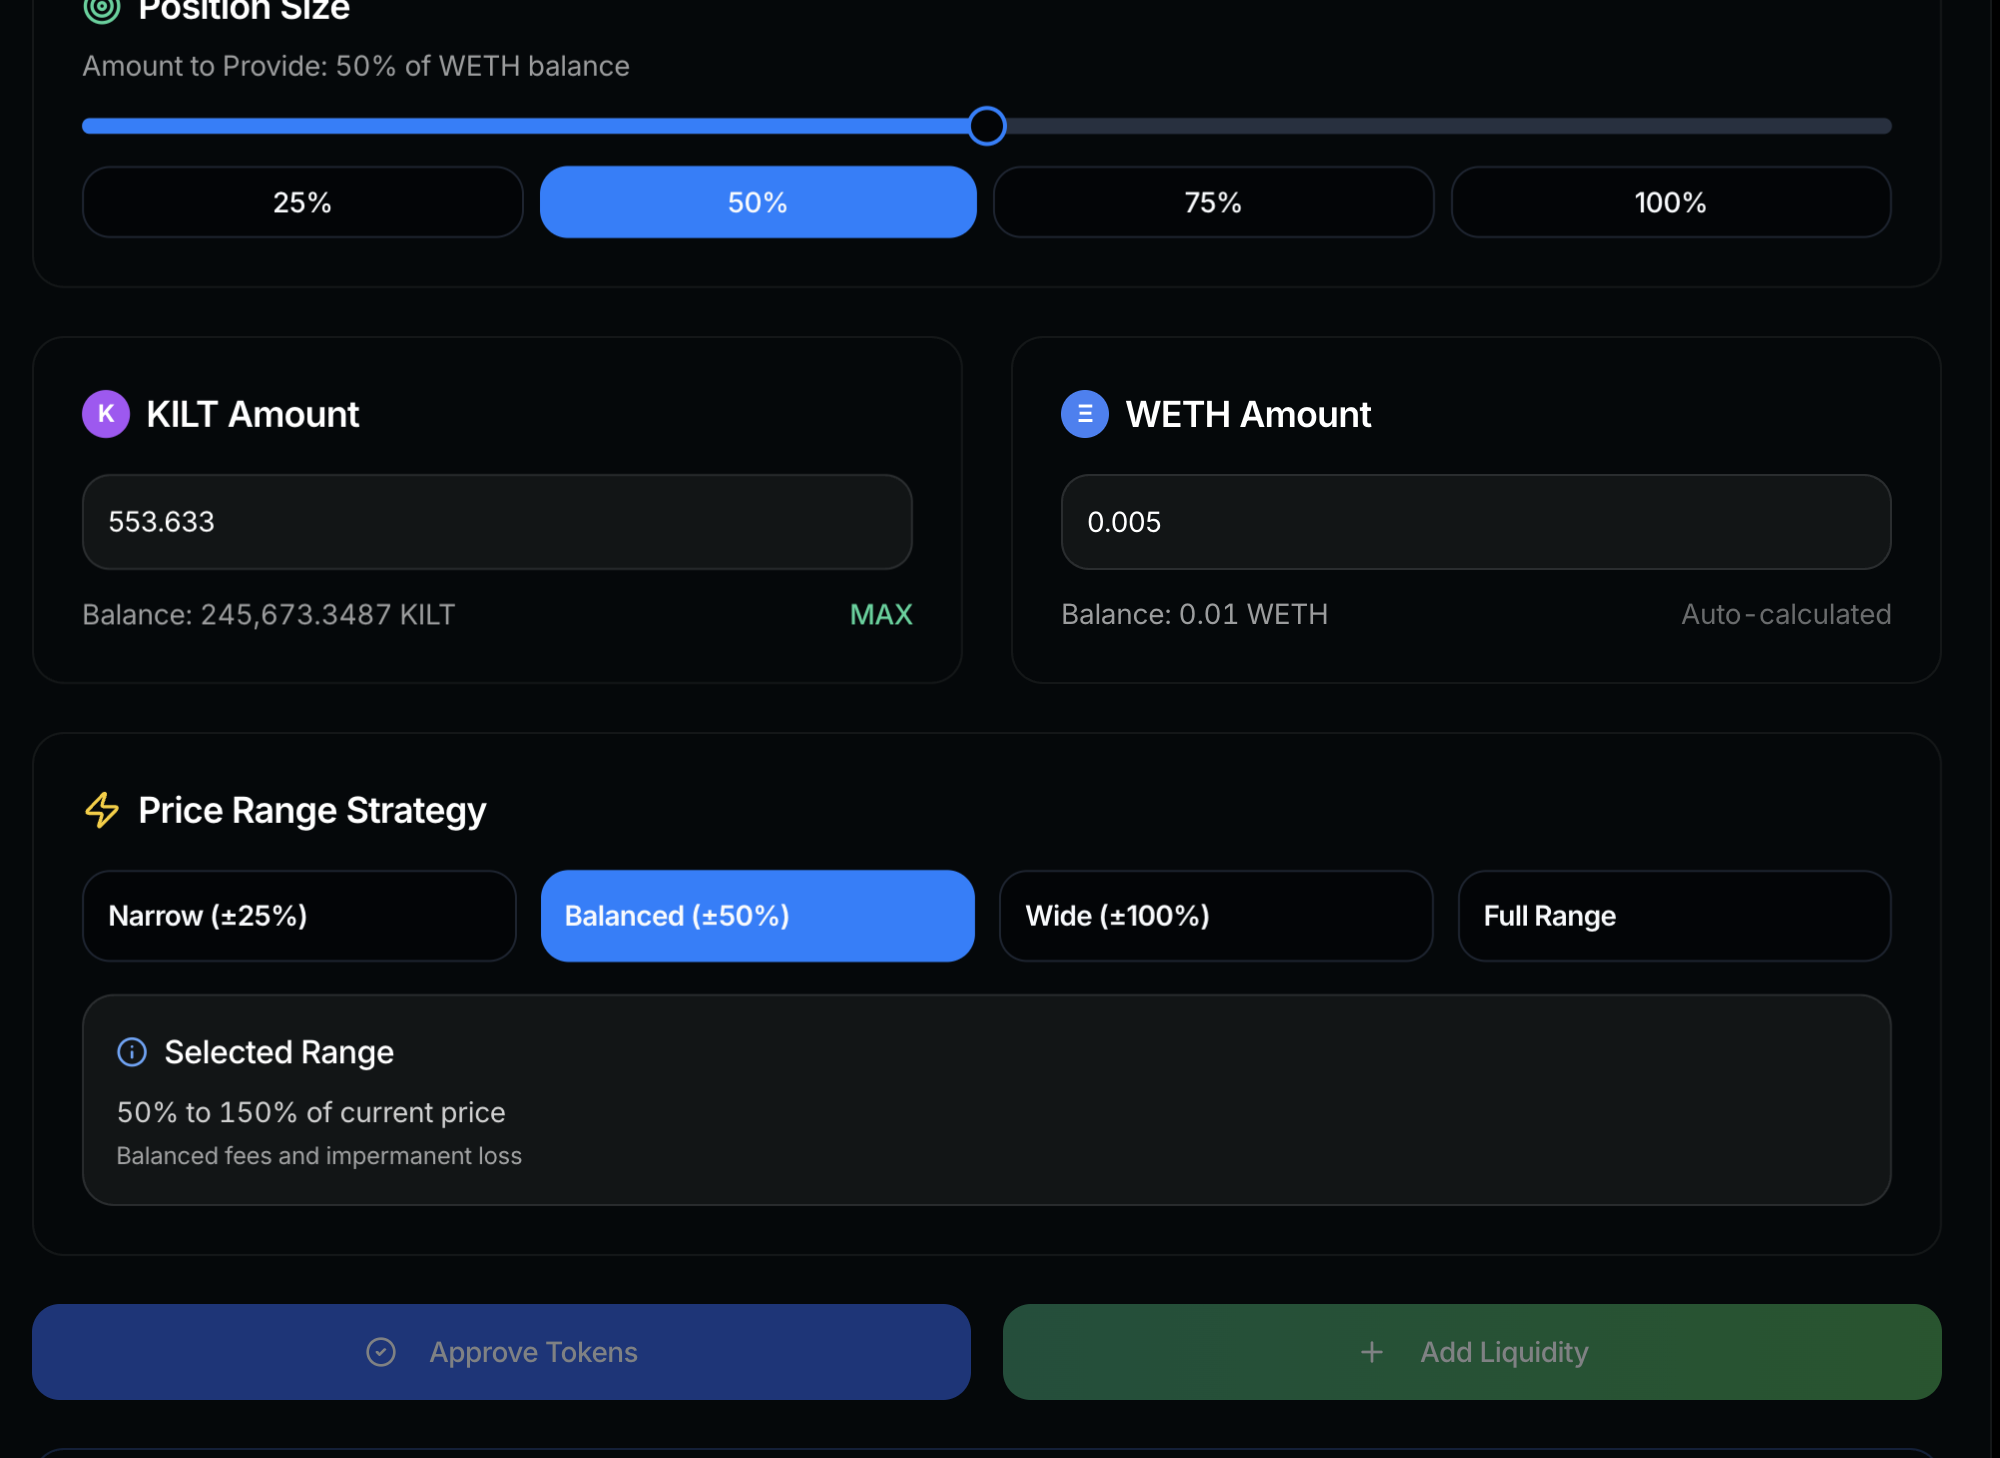 Position Size
Amount to Provide: 50% of WETH balance
25%
50%
75%
100%
K KILT Amount
553.633
Balance: 245,673.3487 KILT
MAX
Ξ WETH Amount
0.005
Balance: 0.01 WETH
Auto-calculated
Price Range Strategy
Narrow (±25%)
Balanced (±50%)
Wide (±100%)
Full Range
Selected Range
50% to 150% of current price
Balanced fees and impermanent loss
Approve Tokens
+ Add Liquidity